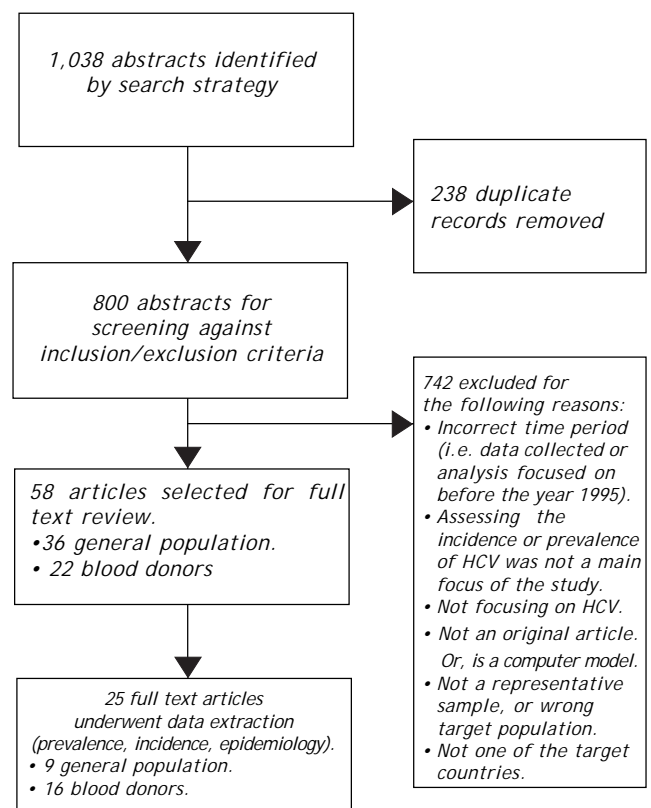 1,038 abstracts identified
by search strategy
238 duplicate
records removed
800 abstracts for
screening against
inclusion/exclusion criteria
742 excluded for
the following reasons:
• Incorrect time period
(i.e. data collected or
analysis focused on
before the year 1995).
• Assessing the
incidence or prevalence
of HCV was not a main
focus of the study.
• Not focusing on HCV.
• Not an original article.
Or, is a computer model.
• Not a representative
sample, or wrong
target population.
• Not one of the target
countries.
58 articles selected for full
text review.
•36 general population.
• 22 blood donors
25 full text articles
underwent data extraction
(prevalence, incidence, epidemiology).
• 9 general population.
• 16 blood donors.